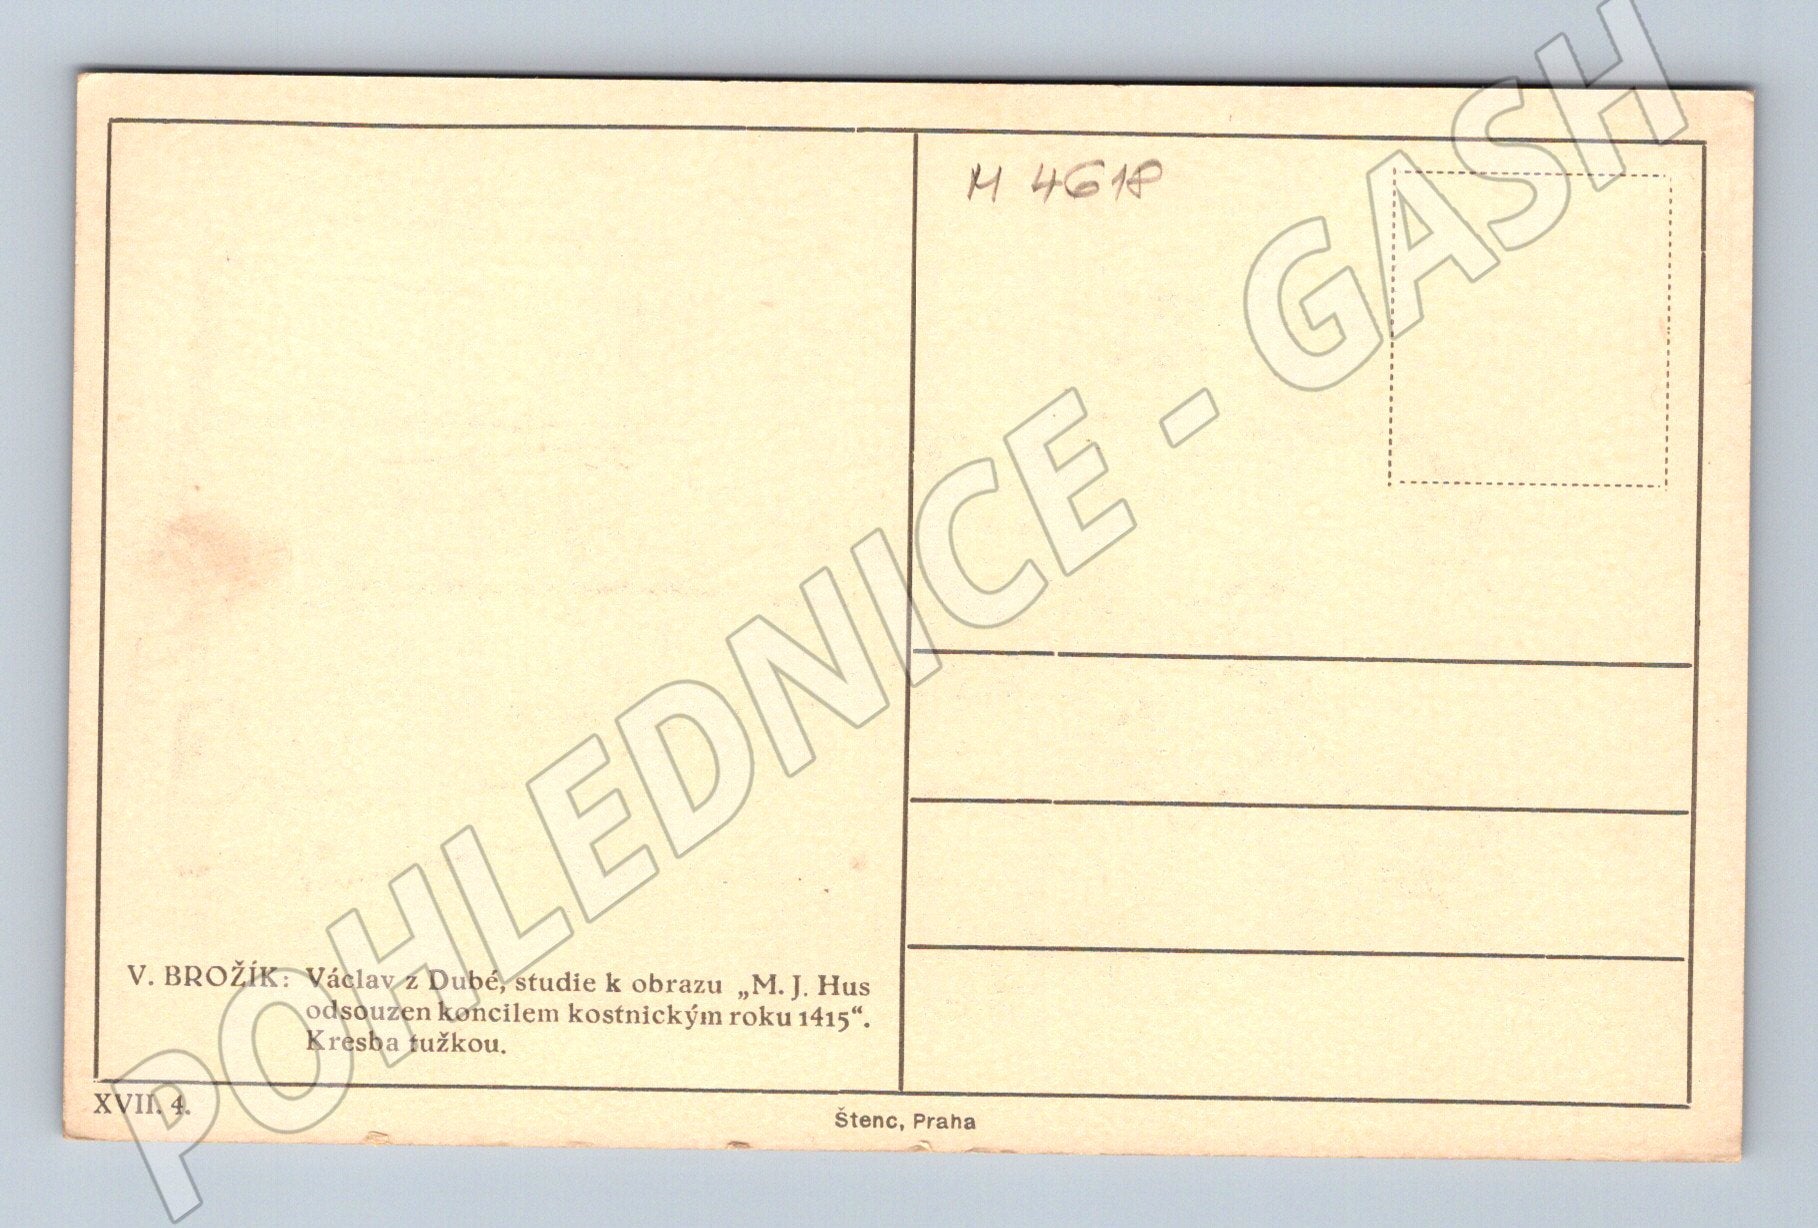 M 4618
V. BROŽÍK: Václav z Dubé, studie k obrazu „M. J. Hus
odsouzen koncilem kostnickým roku 1415“.
Kresba tužkou.
XVII. 4.
Štenc, Praha
POHLEDNICE - GASH